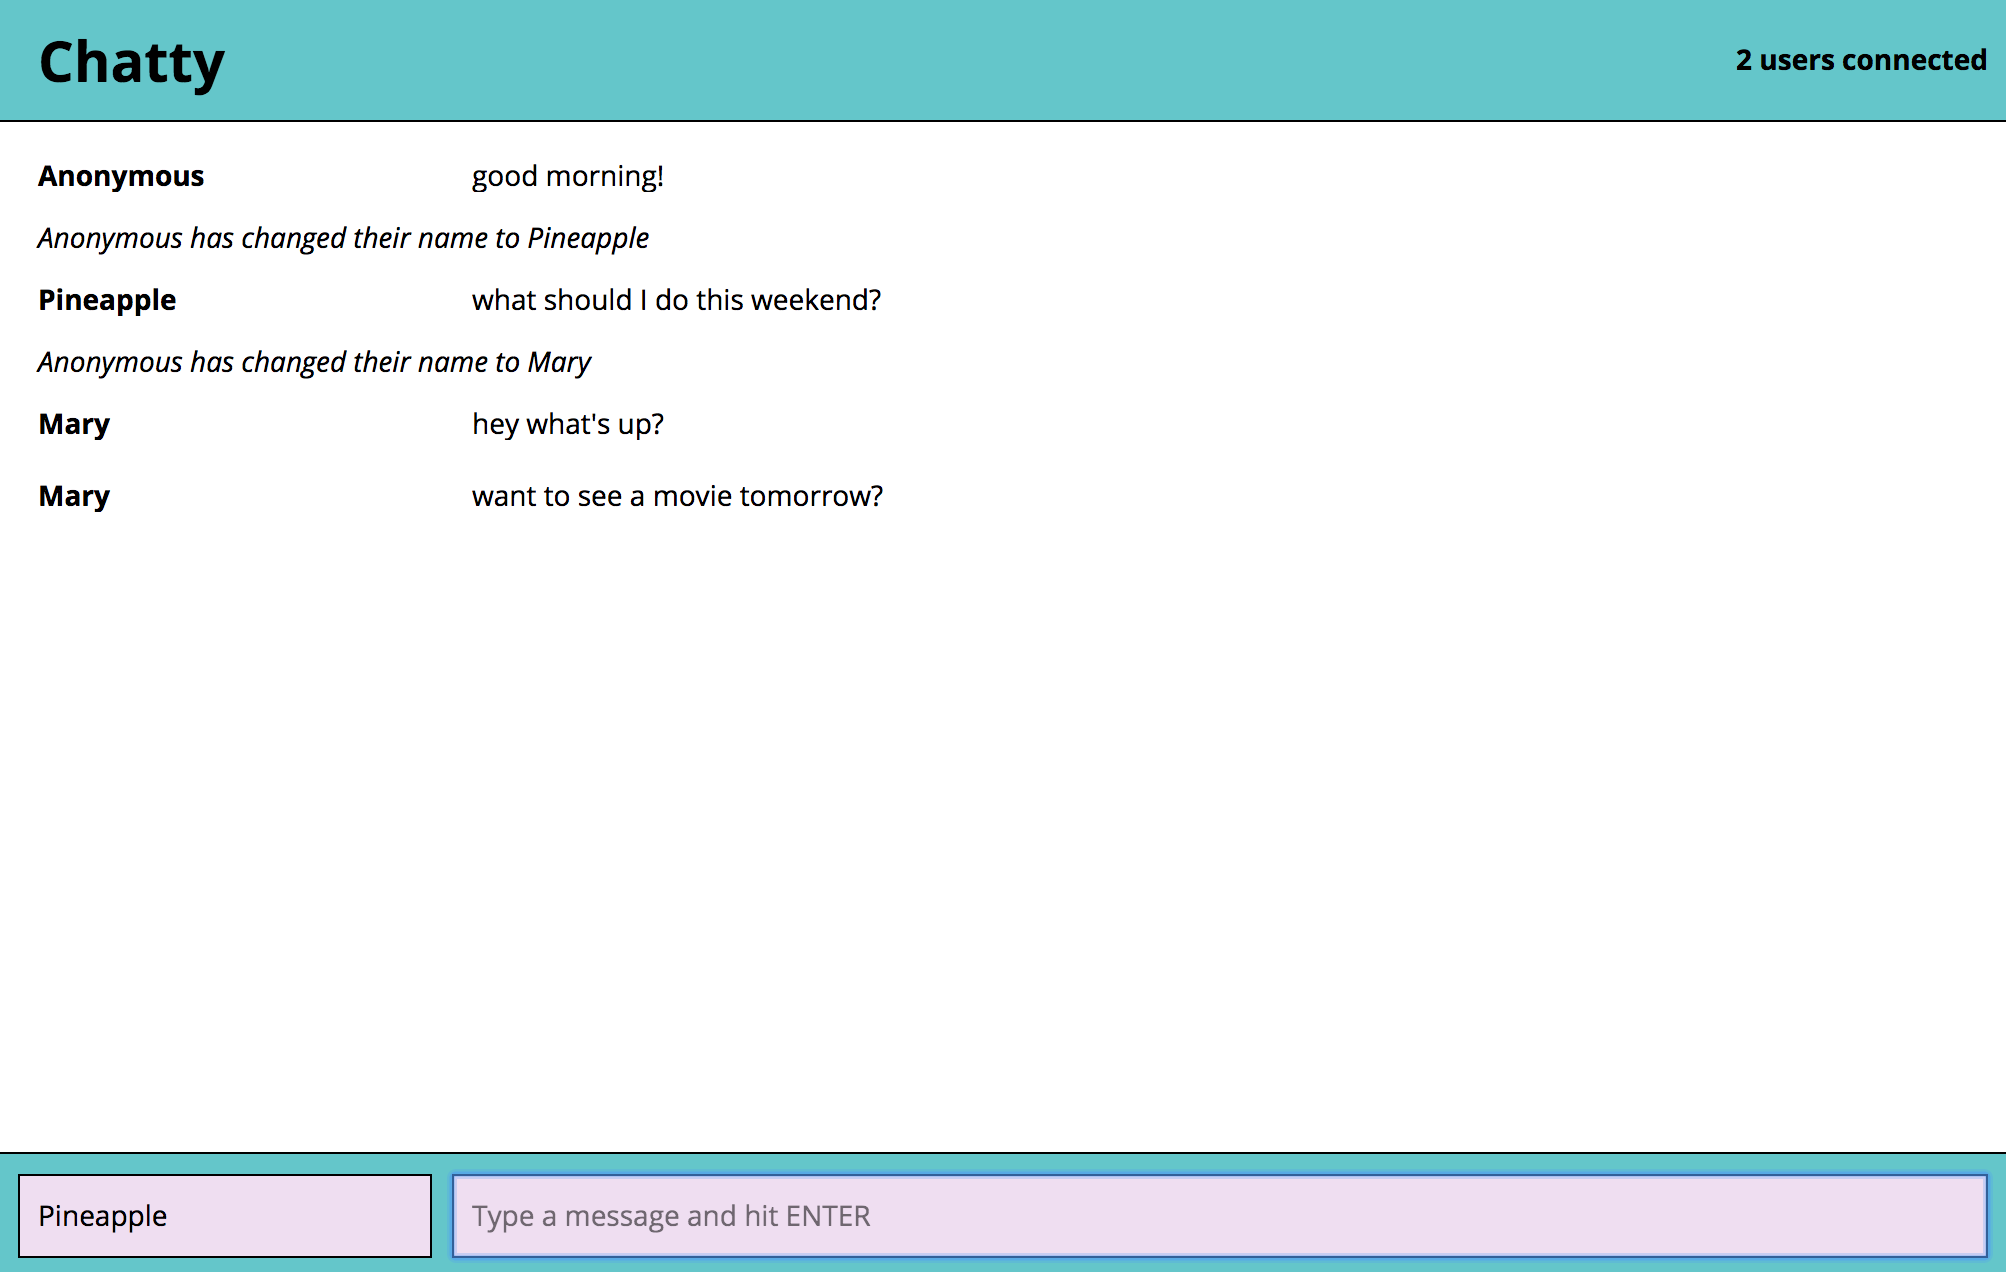 Chatty
2 users connected
Anonymous good morning!
Anonymous has changed their name to Pineapple
Pineapple what should I do this weekend?
Anonymous has changed their name to Mary
Mary hey what's up?
Mary want to see a movie tomorrow?
Pineapple
Type a message and hit ENTER